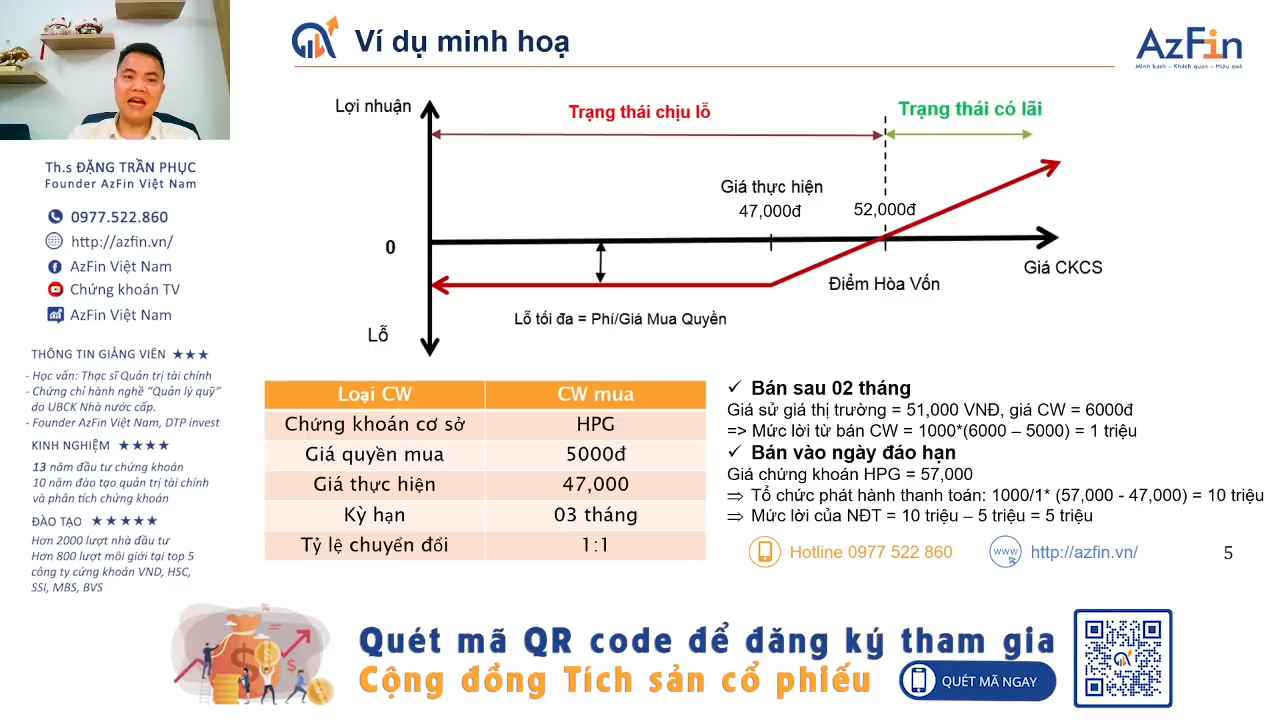 Ví dụ minh hoạ
AzFin
Minh bạch – Khách quan – Hiệu quả
Th.s ĐẶNG TRẦN PHỤC
Founder AzFin Việt Nam
0977.522.860
http://azfin.vn/
AzFin Việt Nam
Chứng khoán TV
AzFin Việt Nam
THÔNG TIN GIẢNG VIÊN ★★★
- Học vấn: Thạc sĩ Quản trị tài chính
- Chứng chỉ hành nghề “Quản lý quỹ”
do UBCK Nhà nước cấp.
- Founder AzFin Việt Nam, DTP invest
KINH NGHIỆM ★★★★
13 năm đầu tư chứng khoán
10 năm đào tạo quản trị tài chính
và phân tích chứng khoán
ĐÀO TẠO ★★★★★
Hơn 2000 lượt nhà đầu tư
Hơn 800 lượt môi giới tại top 5
công ty cứng khoán VND, HSC,
SSI, MBS, BVS
Lợi nhuận
Trạng thái chịu lỗ
Trạng thái có lãi
Giá thực hiện
47,000đ
52,000đ
0
Giá CKCS
Điểm Hòa Vốn
Lỗ tối đa = Phí/Giá Mua Quyền
Lỗ
Loại CW CW mua
Chứng khoán cơ sở HPG
Giá quyền mua 5000đ
Giá thực hiện 47,000
Kỳ hạn 03 tháng
Tỷ lệ chuyển đổi 1:1
✓ Bán sau 02 tháng
Giá sử giá thị trường = 51,000 VNĐ, giá CW = 6000đ
=> Mức lời từ bán CW = 1000*(6000 – 5000) = 1 triệu
✓ Bán vào ngày đáo hạn
Giá chứng khoán HPG = 57,000
⇒ Tổ chức phát hành thanh toán: 1000/1* (57,000 - 47,000) = 10 triệu
⇒ Mức lời của NĐT = 10 triệu – 5 triệu = 5 triệu
Hotline 0977 522 860
www http://azfin.vn/
5
Quét mã QR code để đăng ký tham gia
Cộng đồng Tích sản cổ phiếu
QUÉT MÃ NGAY